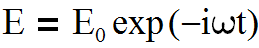 E = E₀ exp(−iωt)